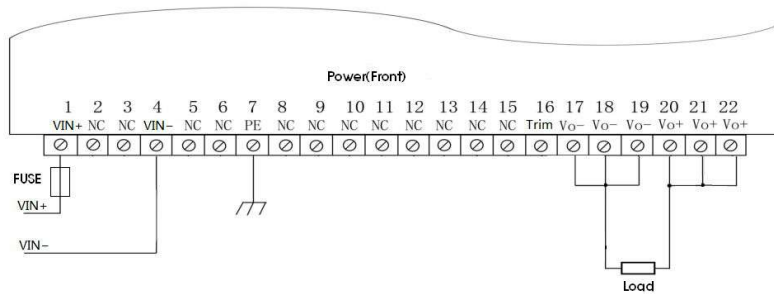 Power(Front)
1 2 3 4 5 6 7 8 9 10 11 12 13 14 15 16 17 18 19 20 21 22
VIN+ NC NC VIN- NC NC PE NC NC NC NC NC NC NC NC Trim Vo- Vo- Vo- Vo+ Vo+ Vo+
FUSE
VIN+
VIN-
Load